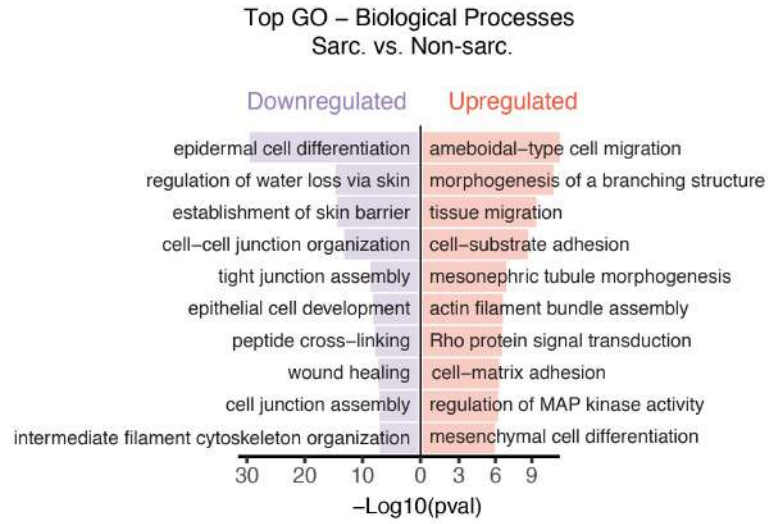 Top GO – Biological Processes
Sarc. vs. Non-sarc.
Downregulated Upregulated
epidermal cell differentiation ameboidal–type cell migration
regulation of water loss via skin morphogenesis of a branching structure
establishment of skin barrier tissue migration
cell–cell junction organization cell–substrate adhesion
tight junction assembly mesonephric tubule morphogenesis
epithelial cell development actin filament bundle assembly
peptide cross–linking Rho protein signal transduction
wound healing cell–matrix adhesion
cell junction assembly regulation of MAP kinase activity
intermediate filament cytoskeleton organization mesenchymal cell differentiation
30 20 10 0 3 6 9
–Log10(pval)